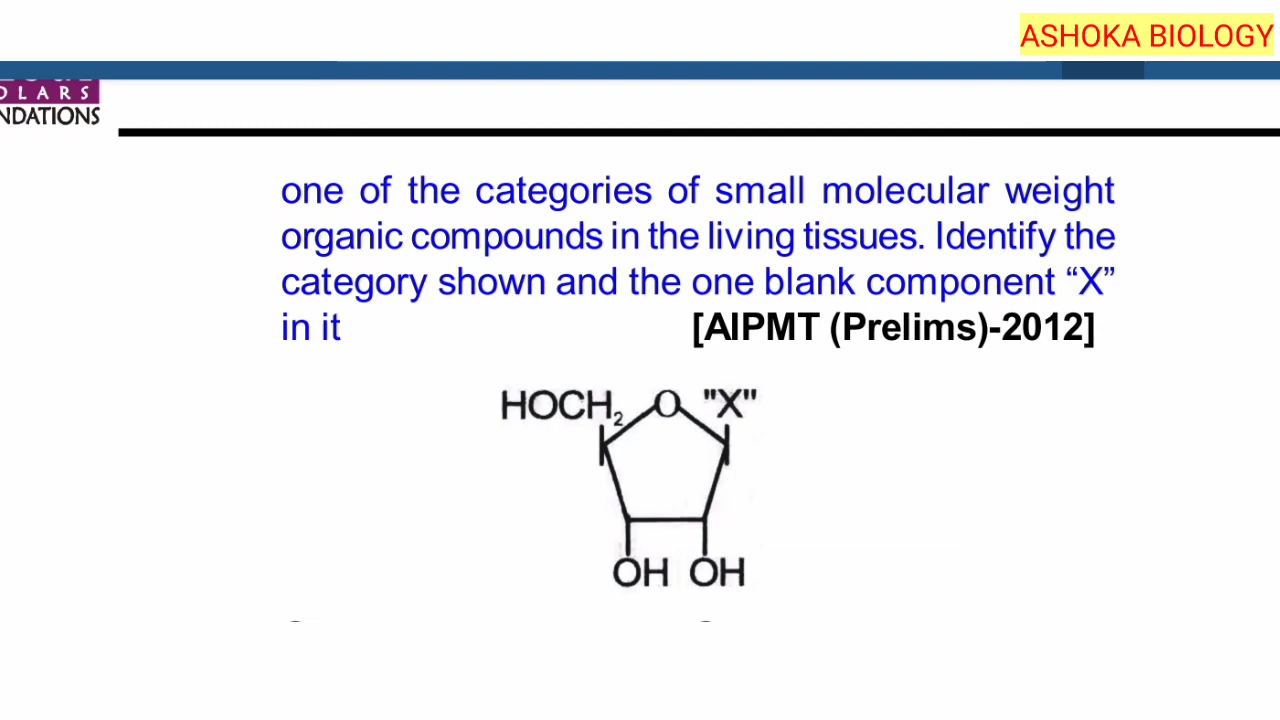 ASHOKA BIOLOGY
OLARS
NDATIONS
one of the categories of small molecular weight
organic compounds in the living tissues. Identify the
category shown and the one blank component “X”
in it [AIPMT (Prelims)-2012]
HOCH₂ O "X"
OH OH